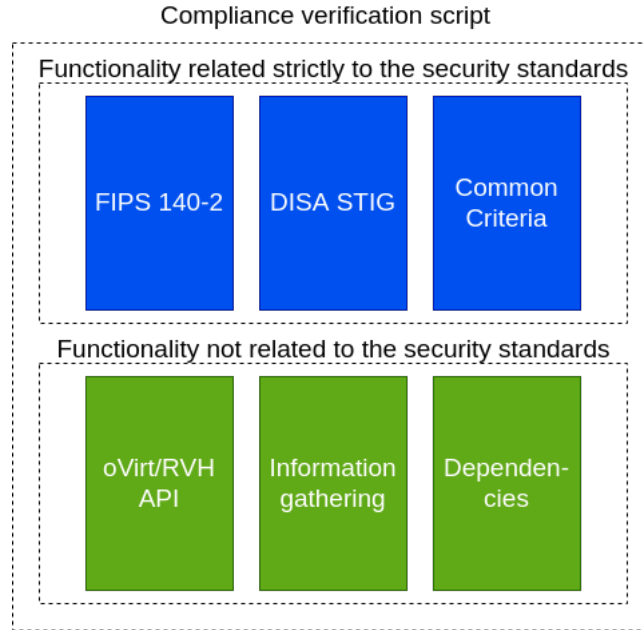 Compliance verification script
Functionality related strictly to the security standards
FIPS 140-2
DISA STIG
Common
Criteria
Functionality not related to the security standards
oVirt/RVH
API
Information
gathering
Dependen-
cies